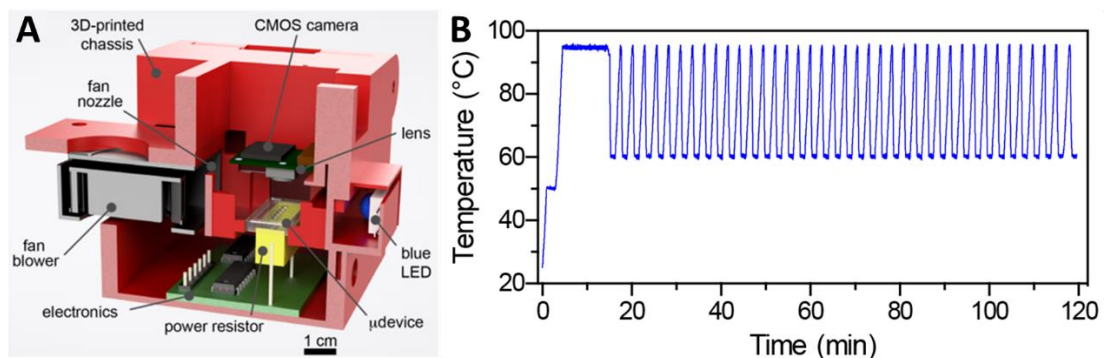 A
3D-printed
chassis
CMOS camera
fan
nozzle
lens
fan
blower
blue
LED
electronics
power resistor
μdevice
1 cm
B
Temperature (°C)
100
80
60
40
20
0 20 40 60 80 100 120
Time (min)